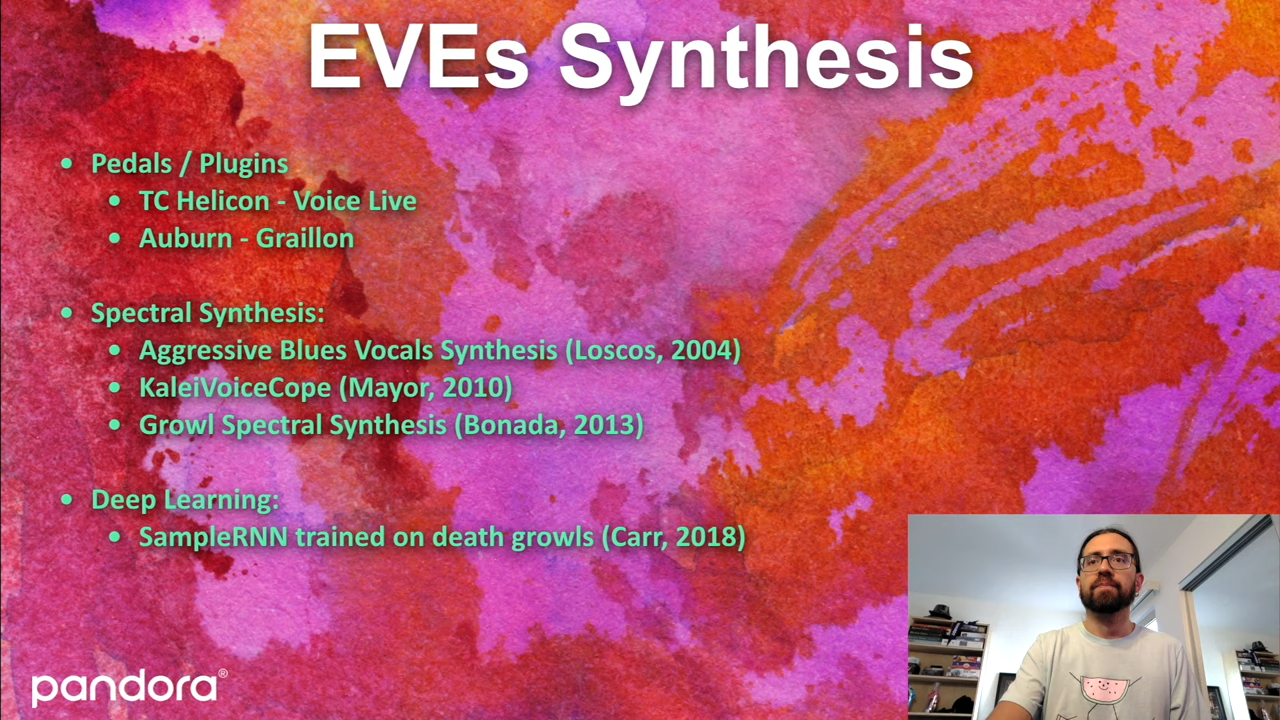 EVEs Synthesis
• Pedals / Plugins
• TC Helicon - Voice Live
• Auburn - Graillon
• Spectral Synthesis:
• Aggressive Blues Vocals Synthesis (Loscos, 2004)
• KaleiVoiceCope (Mayor, 2010)
• Growl Spectral Synthesis (Bonada, 2013)
• Deep Learning:
• SampleRNN trained on death growls (Carr, 2018)
pandora®